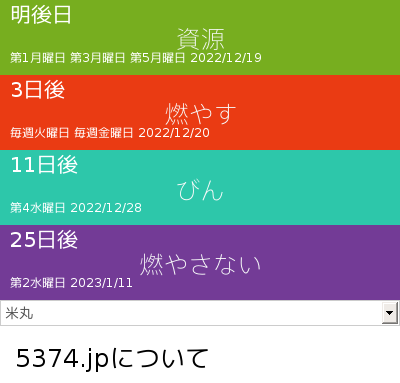 明後日
資源
第1月曜日 第3月曜日 第5月曜日 2022/12/19
3日後
燃やす
毎週火曜日 毎週金曜日 2022/12/20
11日後
びん
第4水曜日 2022/12/28
25日後
燃やさない
第2水曜日 2023/1/11
米丸
5374.jpについて